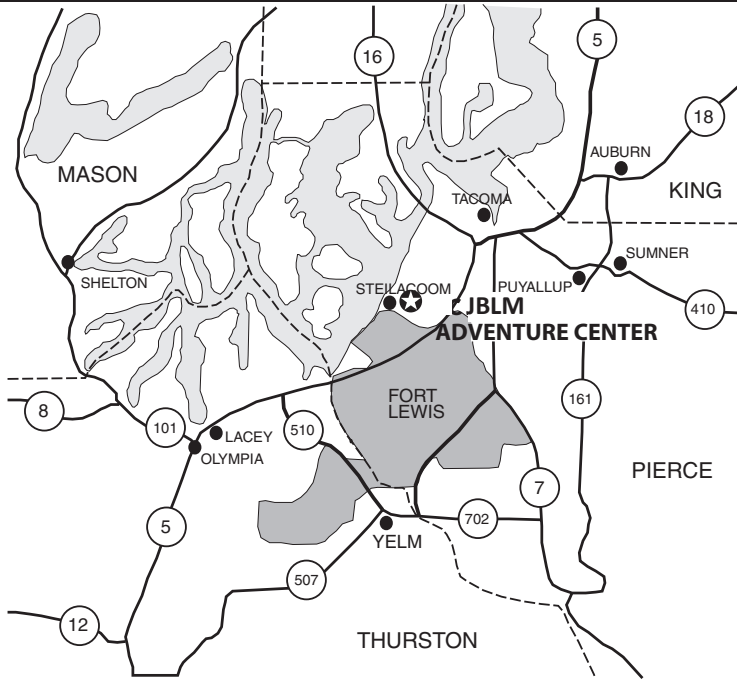 16
5
18
AUBURN
MASON
KING
TACOMA
SUMNER
SHELTON
STEILACOOM
PUYALLUP
JBLM
ADVENTURE CENTER
410
FORT
LEWIS
8
101
LACEY
510
161
OLYMPIA
PIERCE
7
5
702
YELM
507
12
THURSTON